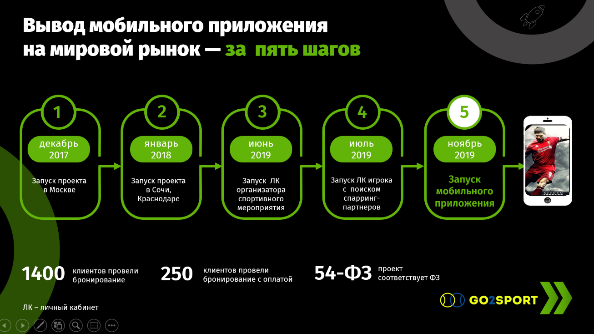 Вывод мобильного приложения
на мировой рынок — за пять шагов
1
декабрь
2017
Запуск проекта
в Москве
2
январь
2018
Запуск проекта
в Сочи,
Краснодаре
3
июнь
2019
Запуск ЛК
организатора
спортивного
мероприятия
4
июль
2019
Запуск ЛК игрока
с поиском
спарринг-
партнеров
5
ноябрь
2019
Запуск
мобильного
приложения
1400
клиентов провели
бронирование
250
клиентов провели
бронирование с оплатой
54-ФЗ
проект
соответствует ФЗ
ЛК – личный кабинет
GO2SPORT